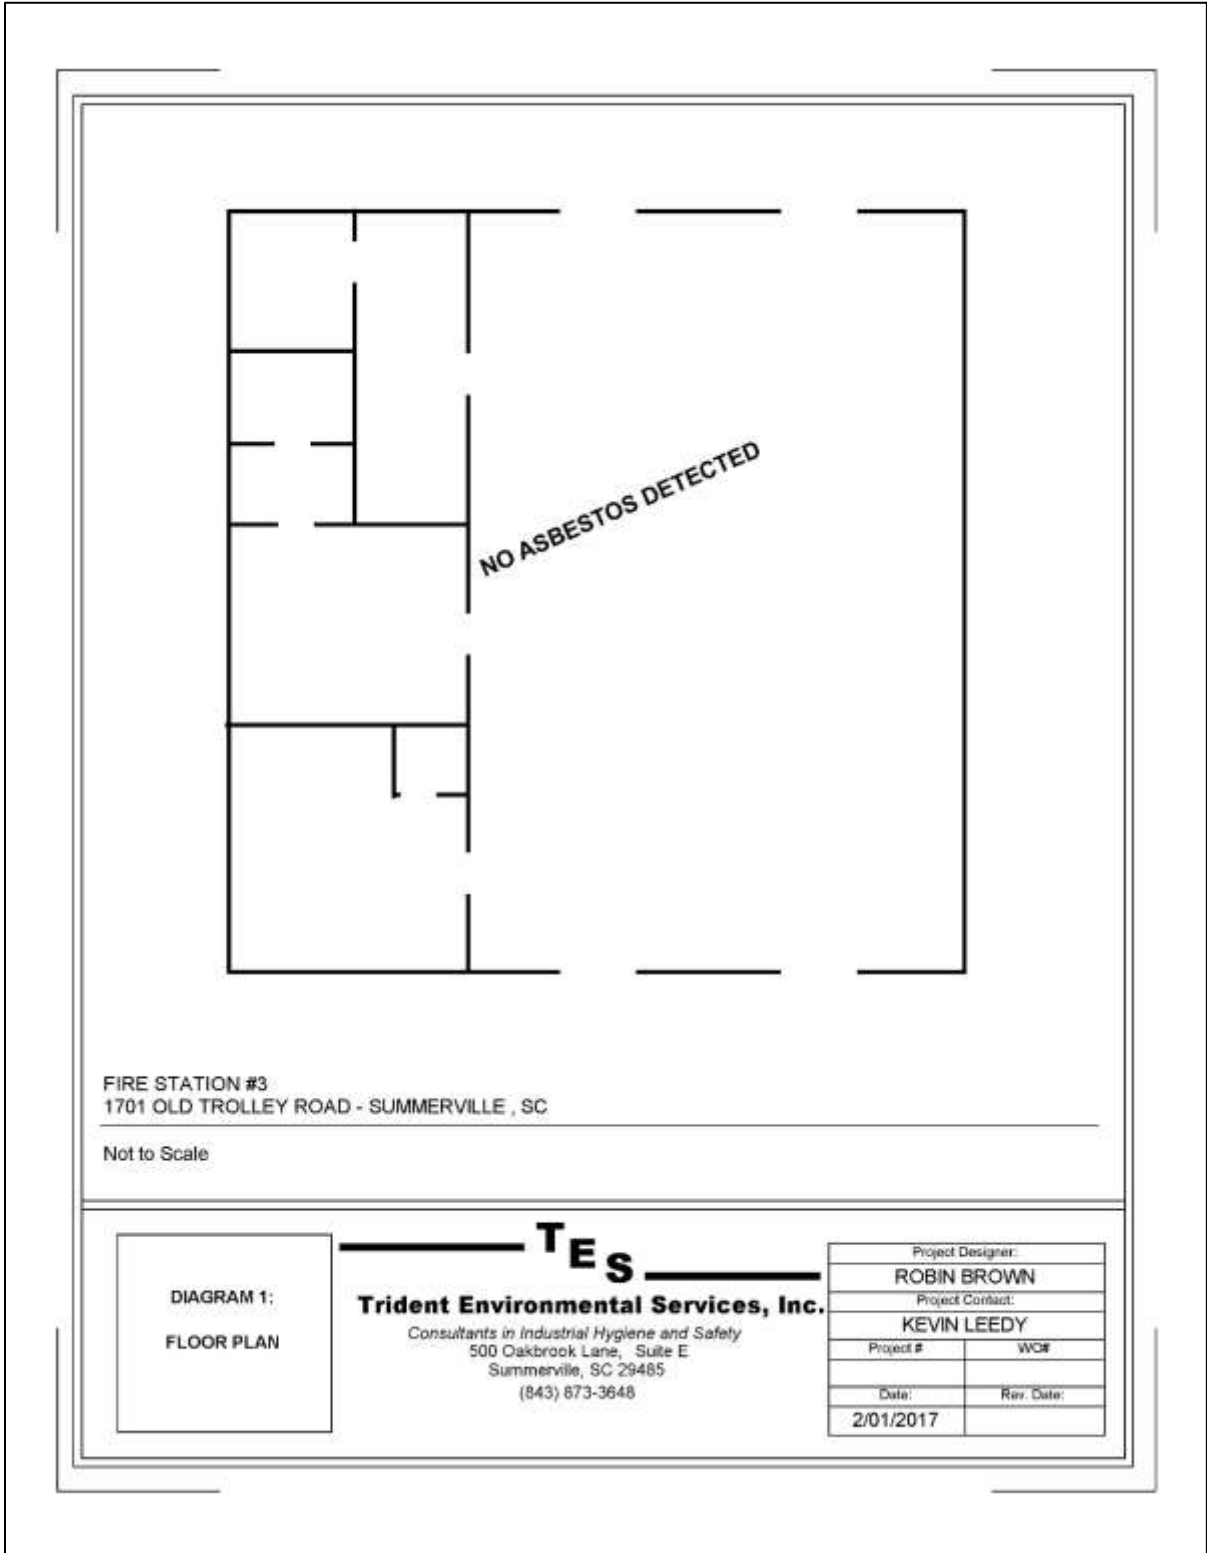 NO ASBESTOS DETECTED
FIRE STATION #3
1701 OLD TROLLEY ROAD - SUMMERVILLE , SC
Not to Scale
DIAGRAM 1:
FLOOR PLAN
TES
Trident Environmental Services, Inc.
Consultants in Industrial Hygiene and Safety
500 Oakbrook Lane, Suite E
Summerville, SC 29485
(843) 873-3648
Project Designer:
ROBIN BROWN
Project Contact:
KEVIN LEEDY
Project # WO#
Date: Rev. Date:
2/01/2017